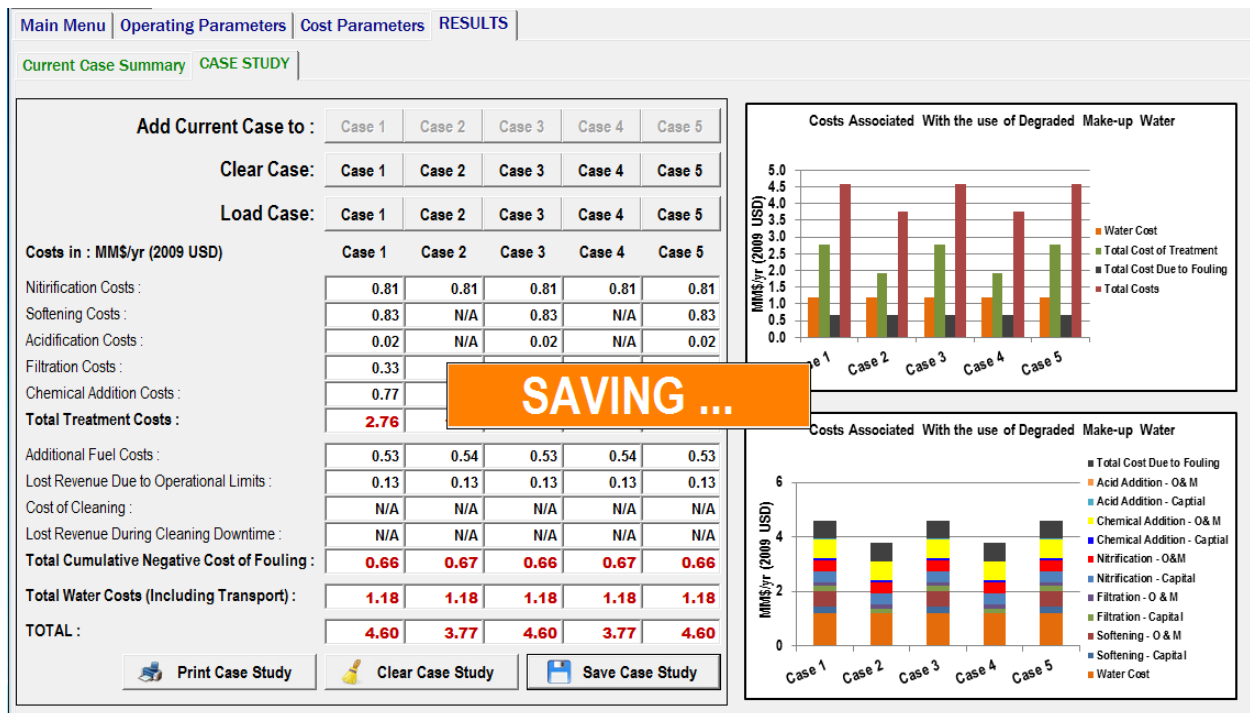 Main Menu Operating Parameters Cost Parameters RESULTS
Current Case Summary CASE STUDY
Add Current Case to : Case 1 Case 2 Case 3 Case 4 Case 5
Clear Case: Case 1 Case 2 Case 3 Case 4 Case 5
Load Case: Case 1 Case 2 Case 3 Case 4 Case 5
Costs in : MM$/yr (2009 USD) Case 1 Case 2 Case 3 Case 4 Case 5
Nitirification Costs : 0.81 0.81 0.81 0.81 0.81
Softening Costs : 0.83 N/A 0.83 N/A 0.83
Acidification Costs : 0.02 N/A 0.02 N/A 0.02
Filtration Costs : 0.33
Chemical Addition Costs : 0.77
Total Treatment Costs : 2.76
SAVING ...
Additional Fuel Costs : 0.53 0.54 0.53 0.54 0.53
Lost Revenue Due to Operational Limits : 0.13 0.13 0.13 0.13 0.13
Cost of Cleaning : N/A N/A N/A N/A N/A
Lost Revenue During Cleaning Downtime : N/A N/A N/A N/A N/A
Total Cumulative Negative Cost of Fouling : 0.66 0.67 0.66 0.67 0.66
Total Water Costs (Including Transport) : 1.18 1.18 1.18 1.18 1.18
TOTAL : 4.60 3.77 4.60 3.77 4.60
Print Case Study Clear Case Study Save Case Study
Costs Associated With the use of Degraded Make-up Water
MM$/yr (2009 USD)
5.0
4.5
4.0
3.5
3.0
2.5
2.0
1.5
1.0
0.5
0.0
Case 2 Case 3 Case 4 Case 5
Water Cost
Total Cost of Treatment
Total Cost Due to Fouling
Total Costs
Costs Associated With the use of Degraded Make-up Water
MM$/yr (2009 USD)
6
4
2
0
Case 1 Case 2 Case 3 Case 4 Case 5
Total Cost Due to Fouling
Acid Addition - O& M
Acid Addition - Captial
Chemical Addition - O& M
Chemical Addition - Captial
Nitrification - O&M
Nitrification - Capital
Filtration - O & M
Filtration - Capital
Softening - O & M
Softening - Capital
Water Cost